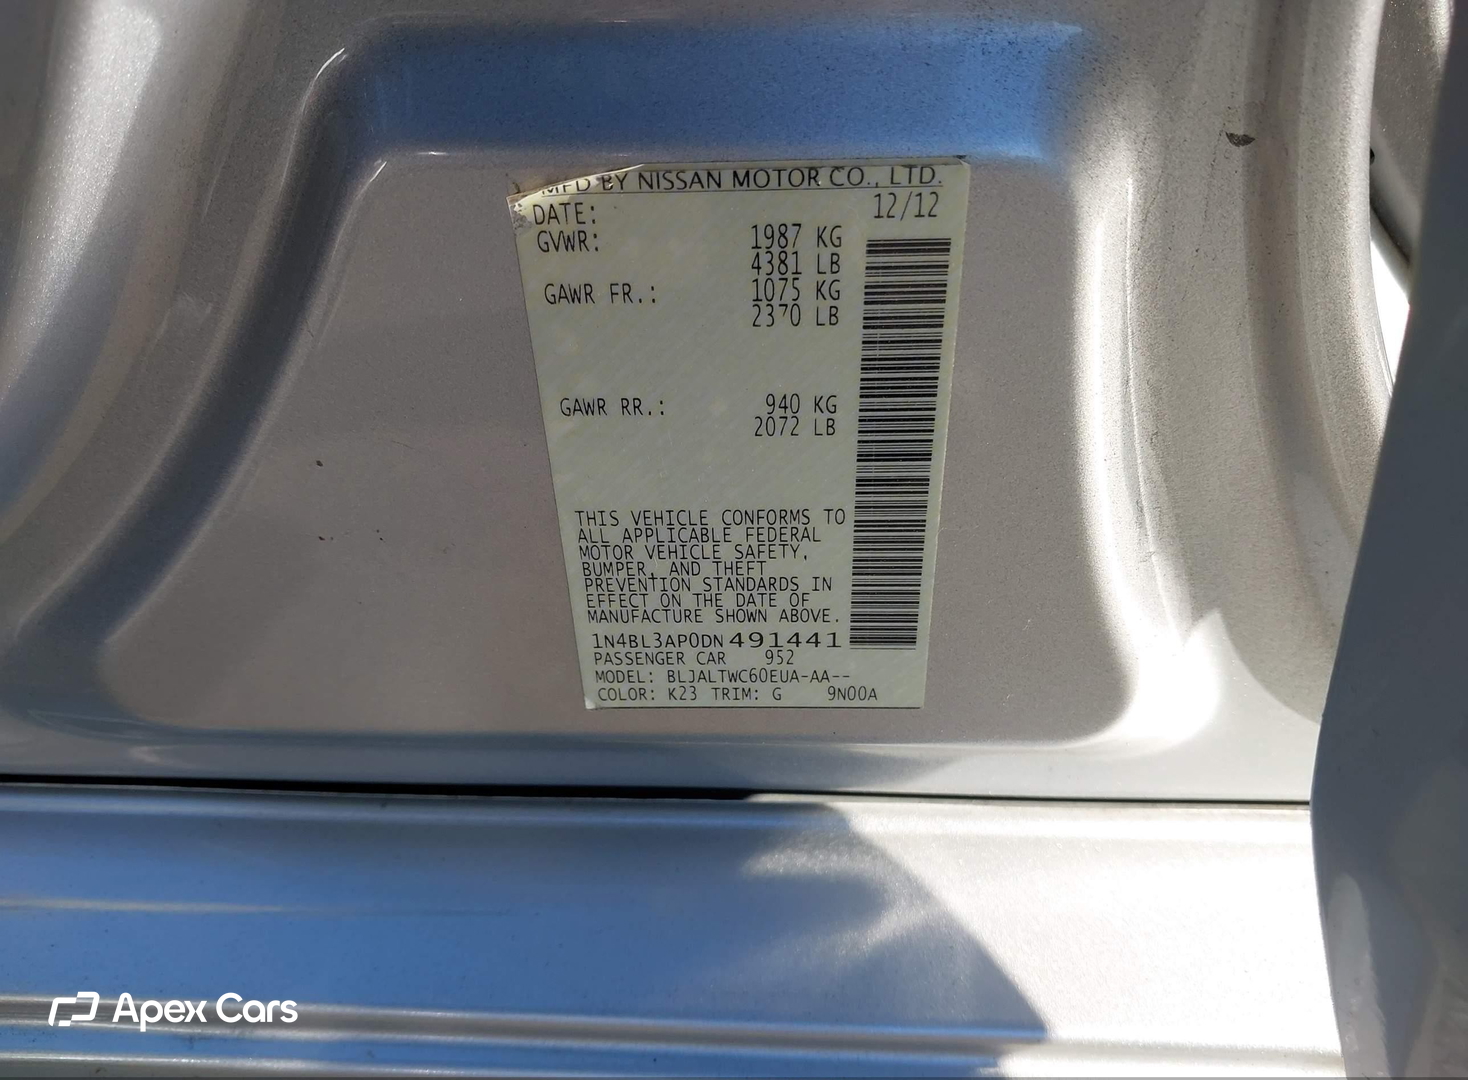 MFD BY NISSAN MOTOR CO., LTD.
DATE: 12/12
GVWR: 1987 KG
4381 LB
GAWR FR.: 1075 KG
2370 LB
GAWR RR.: 940 KG
2072 LB
THIS VEHICLE CONFORMS TO
ALL APPLICABLE FEDERAL
MOTOR VEHICLE SAFETY,
BUMPER, AND THEFT
PREVENTION STANDARDS IN
EFFECT ON THE DATE OF
MANUFACTURE SHOWN ABOVE.
1N4BL3AP0DN491441
PASSENGER CAR 952
MODEL: BLJALTWC60EUA-AA--
COLOR: K23 TRIM: G 9N00A
Apex Cars